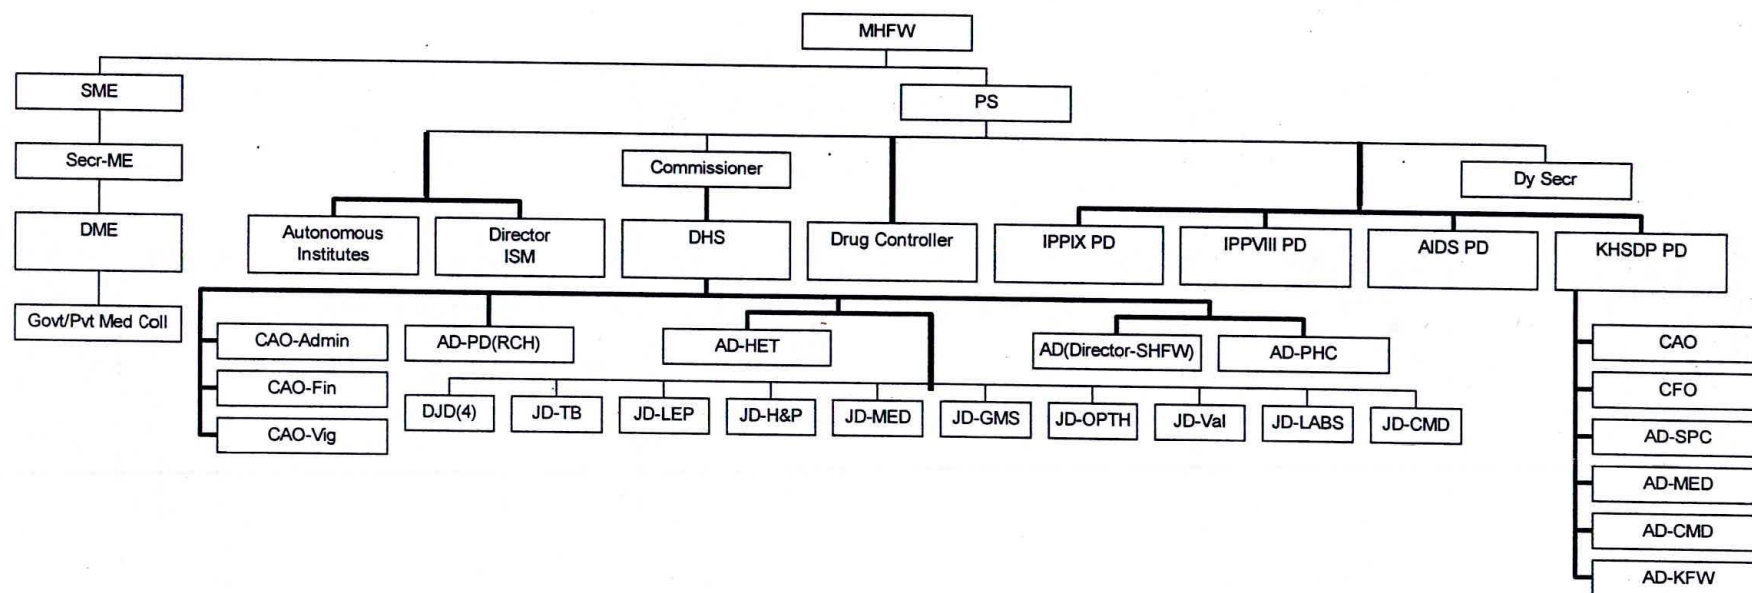 MHFW
SME
PS
Secr-ME
Commissioner
Dy Secr
DME
Autonomous
Institutes
Director
ISM
DHS
Drug Controller
IPPIX PD
IPPVIII PD
AIDS PD
KHSDP PD
Govt/Pvt Med Coll
CAO-Admin
AD-PD(RCH)
AD-HET
AD(Director-SHFW)
AD-PHC
CAO
CAO-Fin
CFO
DJD(4)
JD-TB
JD-LEP
JD-H&P
JD-MED
JD-GMS
JD-OPTH
JD-Val
JD-LABS
JD-CMD
CAO-Vig
AD-SPC
AD-MED
AD-CMD
AD-KFW